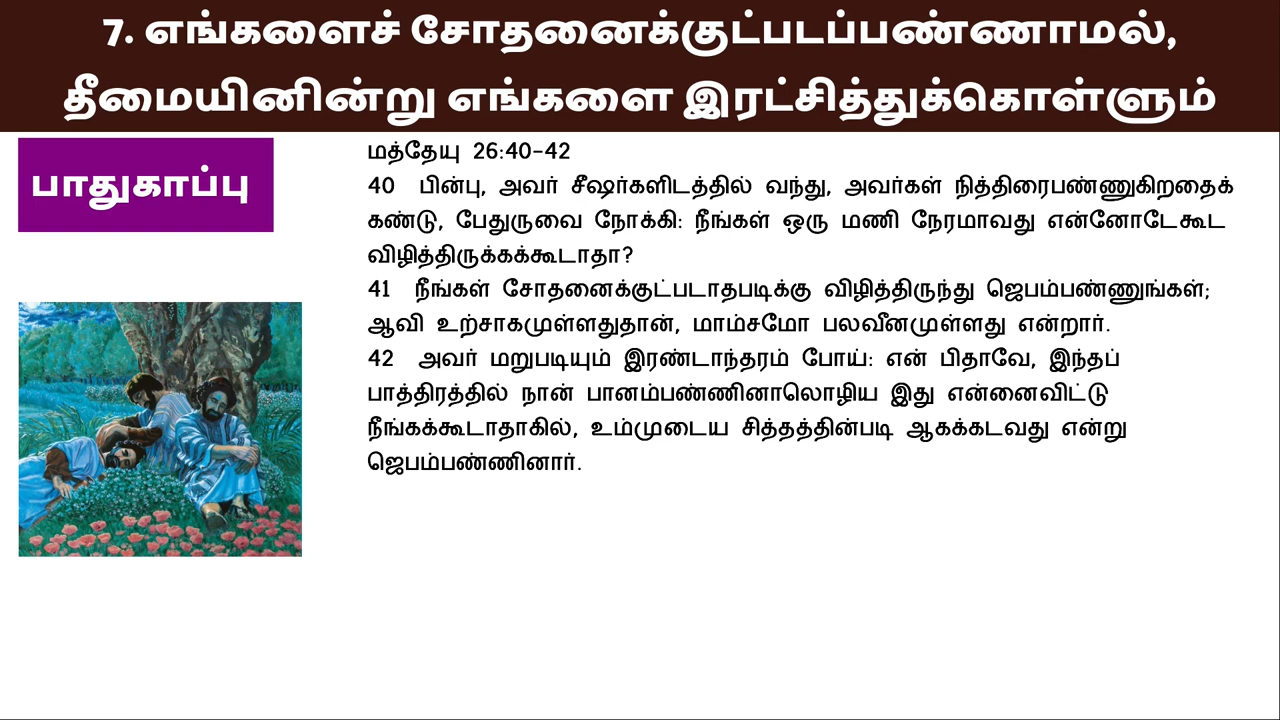 7. எங்களைச் சோதனைக்குட்படப்பண்ணாமல்,
தீமையினின்று எங்களை இரட்சித்துக்கொள்ளும்
பாதுகாப்பு
மத்தேயு 26:40-42
40 பின்பு, அவர் சீஷர்களிடத்தில் வந்து, அவர்கள் நித்திரைபண்ணுகிறதைக்
கண்டு, பேதுருவை நோக்கி: நீங்கள் ஒரு மணி நேரமாவது என்னோடேகூட
விழித்திருக்கக்கூடாதா?
41 நீங்கள் சோதனைக்குட்படாதபடிக்கு விழித்திருந்து ஜெபம்பண்ணுங்கள்;
ஆவி உற்சாகமுள்ளதுதான், மாம்சமோ பலவீனமுள்ளது என்றார்.
42 அவர் மறுபடியும் இரண்டாந்தரம் போய்: என் பிதாவே, இந்தப்
பாத்திரத்தில் நான் பானம்பண்ணினாலொழிய இது என்னைவிட்டு
நீங்கக்கூடாதாகில், உம்முடைய சித்தத்தின்படி ஆகக்கடவது என்று
ஜெபம்பண்ணினார்.